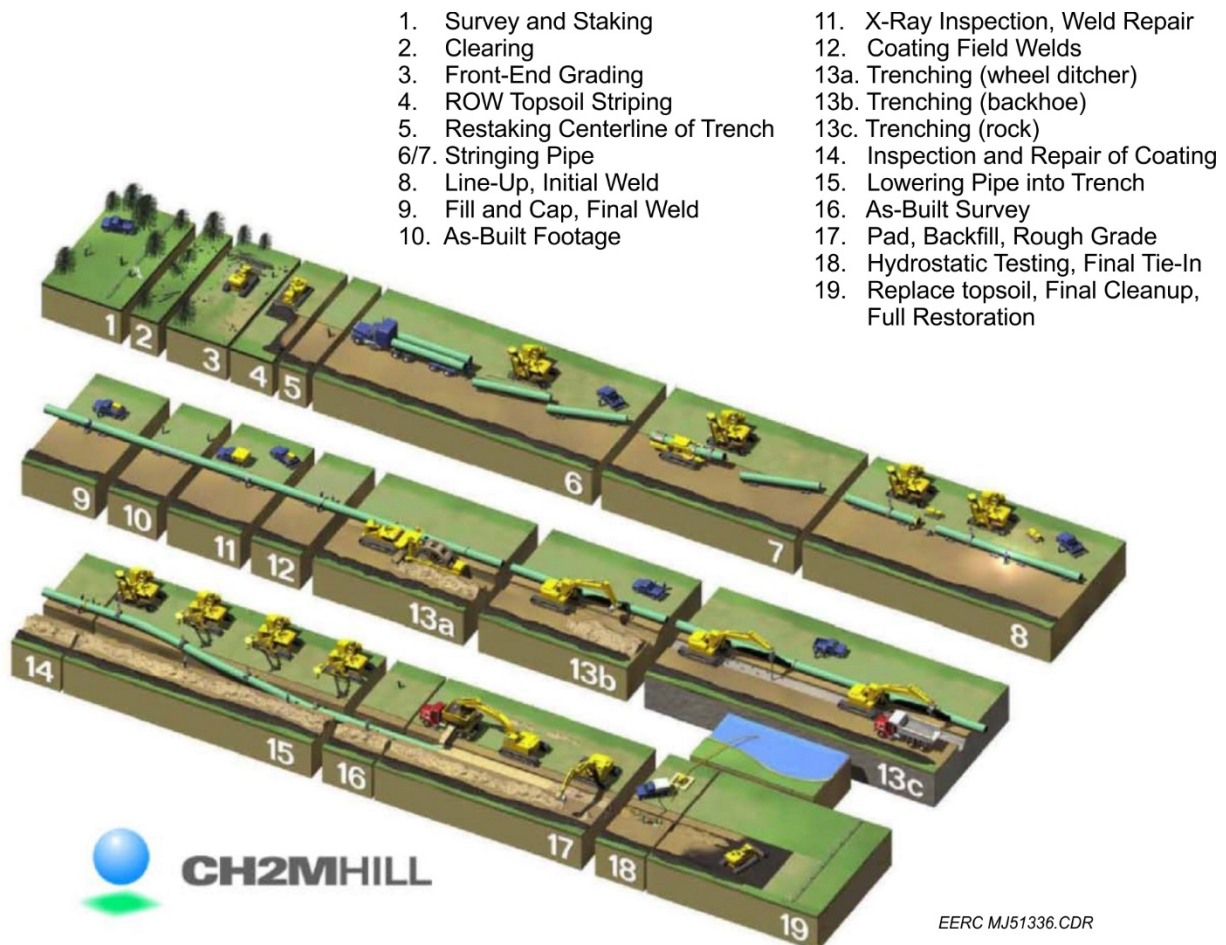 1. Survey and Staking
2. Clearing
3. Front-End Grading
4. ROW Topsoil Striping
5. Restaking Centerline of Trench
6/7. Stringing Pipe
8. Line-Up, Initial Weld
9. Fill and Cap, Final Weld
10. As-Built Footage
11. X-Ray Inspection, Weld Repair
12. Coating Field Welds
13a. Trenching (wheel ditcher)
13b. Trenching (backhoe)
13c. Trenching (rock)
14. Inspection and Repair of Coating
15. Lowering Pipe into Trench
16. As-Built Survey
17. Pad, Backfill, Rough Grade
18. Hydrostatic Testing, Final Tie-In
19. Replace topsoil, Final Cleanup,
Full Restoration
1
2
3
4
5
6
7
8
9
10
11
12
13a
13b
13c
14
15
16
17
18
19
CH2MHILL
EERC MJ51336.CDR